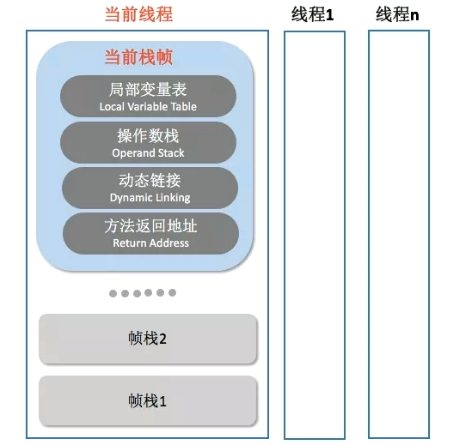 当前线程
线程1
线程n
当前栈帧
局部变量表
Local Variable Table
操作数栈
Operand Stack
动态链接
Dynamic Linking
方法返回地址
Return Address
帧栈2
帧栈1